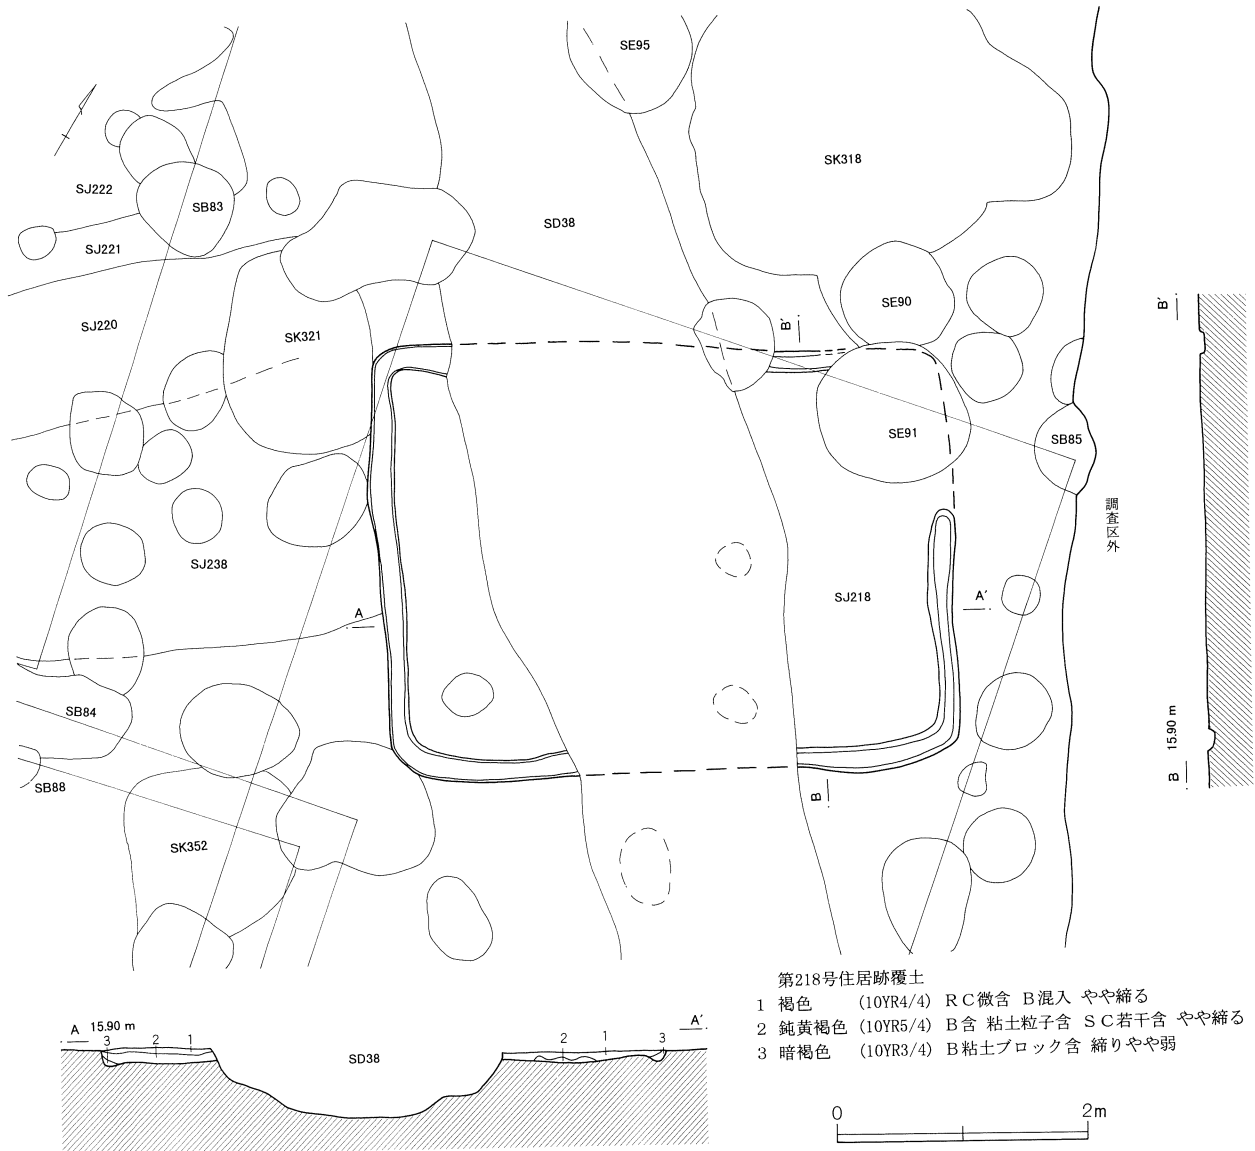 SE95
SK318
SJ222
SB83
SD38
SJ221
SE90
B′
SJ220
SK321
B′
SE91
SB85
調査区外
SJ238
SJ218
A
A′
SB84
15.90 m
B
B
SB88
SK352
第218号住居跡覆土
1 褐色 (10YR4/4) RC微含 B混入 やや締る
2 鈍黄褐色 (10YR5/4) B含 粘土粒子含 SC若干含 やや締る
3 暗褐色 (10YR3/4) B粘土ブロック含 締りやや弱
A 15.90 m
A′
3 2 1
2 1 3
SD38
0 2m